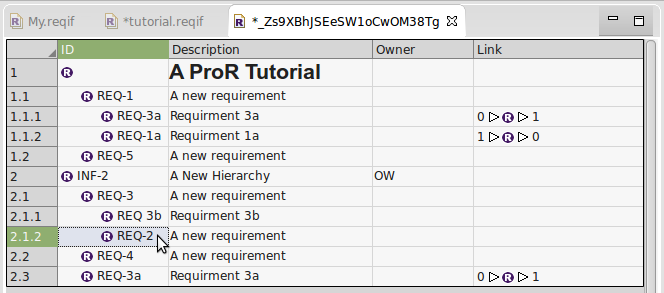 My.reqif *tutorial.reqif *_Zs9XBhJSEeSW1oCwOM38Tg
ID Description Owner Link
1 R A ProR Tutorial
1.1 R REQ-1 A new requirement
1.1.1 R REQ-3a Requirment 3a 0 ▷ R ▷ 1
1.1.2 R REQ-1a Requirment 1a 1 ▷ R ▷ 0
1.2 R REQ-5 A new requirement
2 R INF-2 A New Hierarchy OW
2.1 R REQ-3 A new requirement
2.1.1 R REQ 3b Requirment 3b
2.1.2 R REQ-2 A new requirement
2.2 R REQ-4 A new requirement
2.3 R REQ-3a Requirment 3a 0 ▷ R ▷ 1